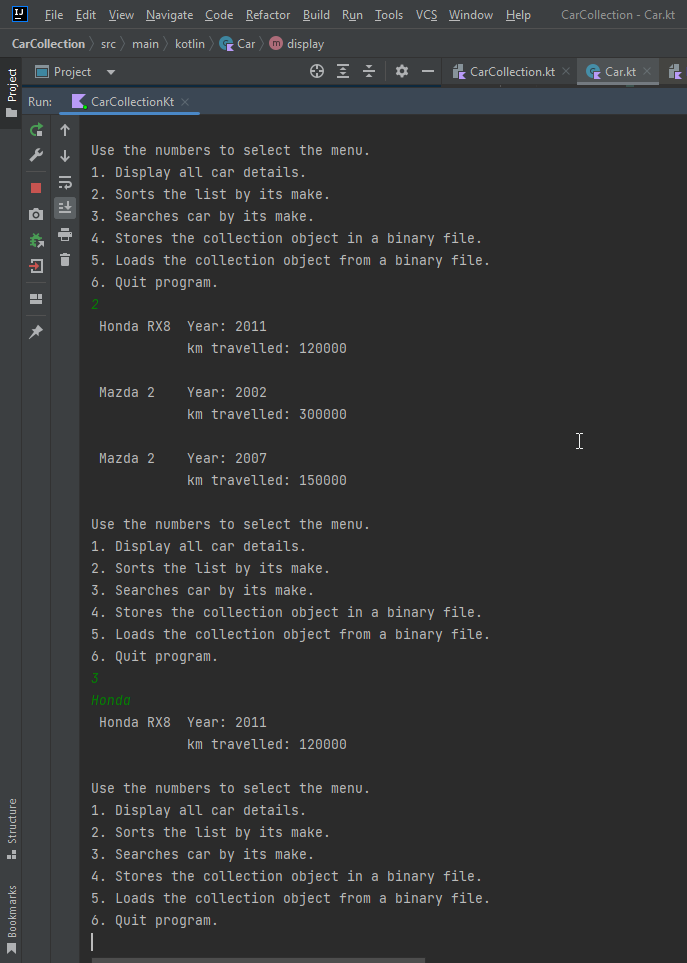 IJ File Edit View Navigate Code Refactor Build Run Tools VCS Window Help CarCollection - Car.kt
CarCollection src main kotlin Car m display
Project
Project CarCollection.kt Car.kt
Run: CarCollectionKt
Use the numbers to select the menu.
1. Display all car details.
2. Sorts the list by its make.
3. Searches car by its make.
4. Stores the collection object in a binary file.
5. Loads the collection object from a binary file.
6. Quit program.
2
Honda RX8 Year: 2011
km travelled: 120000
Mazda 2 Year: 2002
km travelled: 300000
Mazda 2 Year: 2007
km travelled: 150000
Use the numbers to select the menu.
1. Display all car details.
2. Sorts the list by its make.
3. Searches car by its make.
4. Stores the collection object in a binary file.
5. Loads the collection object from a binary file.
6. Quit program.
3
Honda
Honda RX8 Year: 2011
km travelled: 120000
Use the numbers to select the menu.
1. Display all car details.
2. Sorts the list by its make.
3. Searches car by its make.
4. Stores the collection object in a binary file.
5. Loads the collection object from a binary file.
6. Quit program.
Structure
Bookmarks